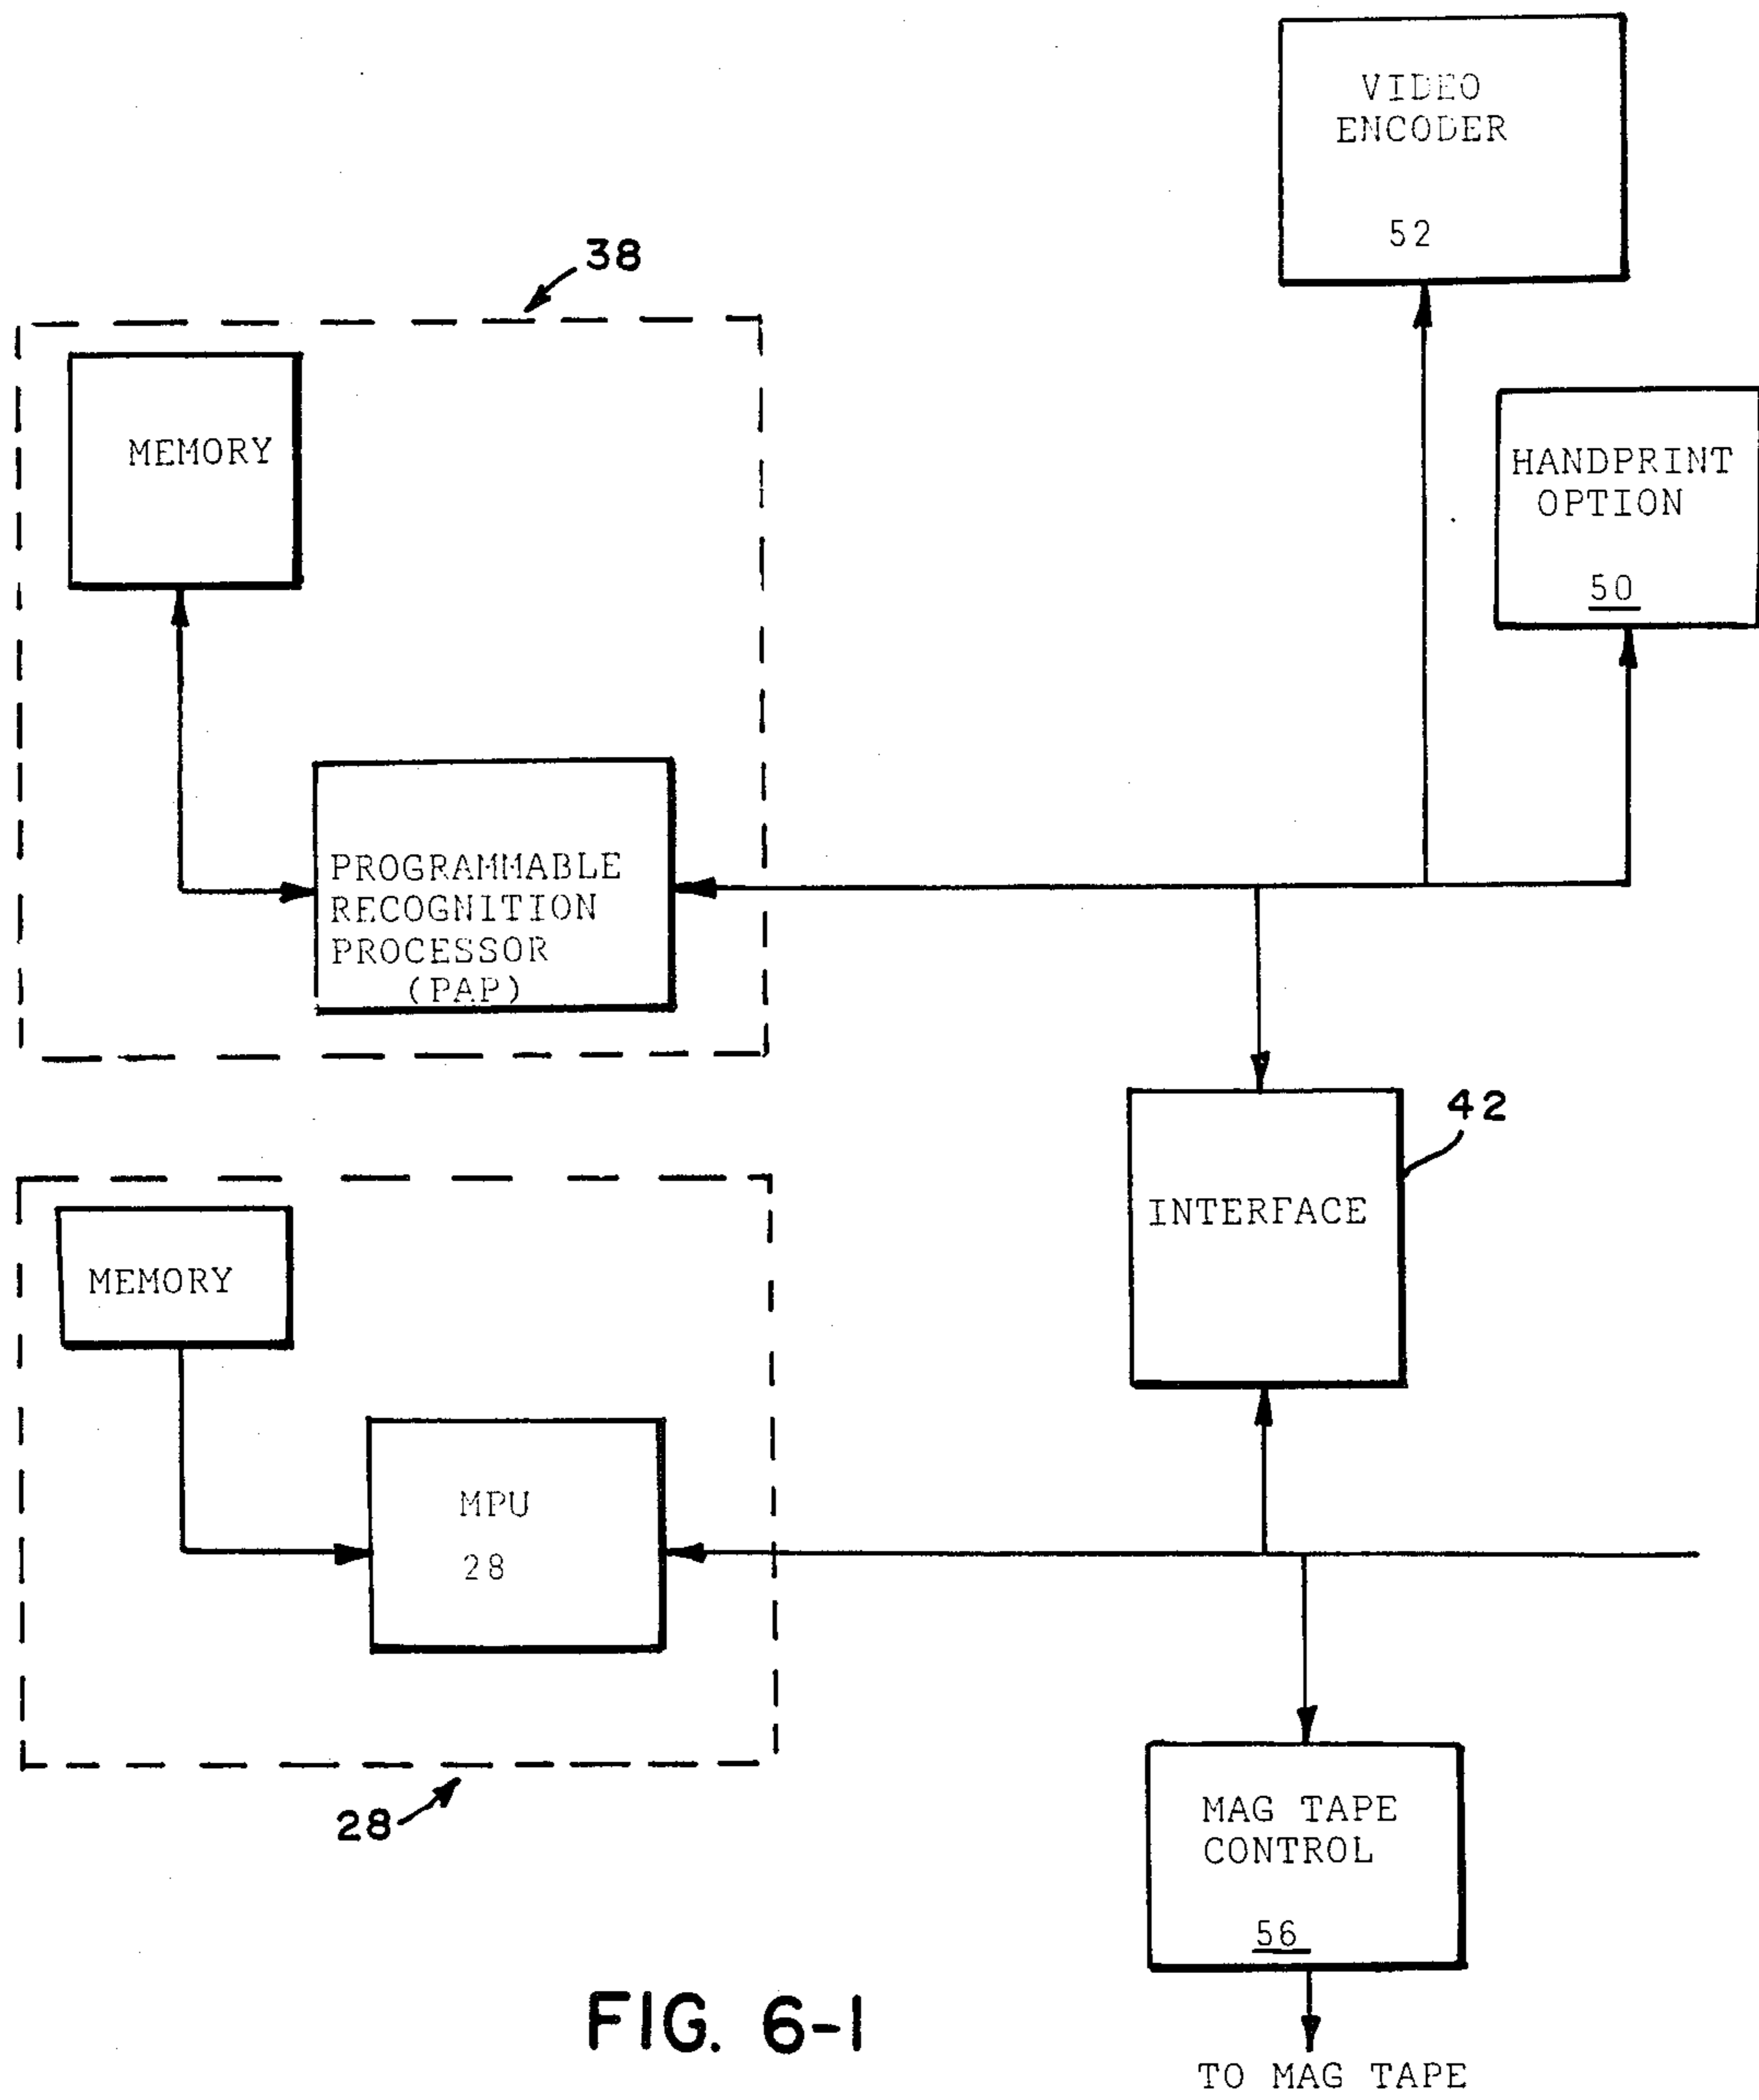 VIDEO
ENCODER
52
38
MEMORY
HANDPRINT
OPTION
50
PROGRAMMABLE
RECOGNITION
PROCESSOR
(PAP)
42
INTERFACE
MEMORY
MPU
28
28
MAG TAPE
CONTROL
56
TO MAG TAPE
FIG. 6-1